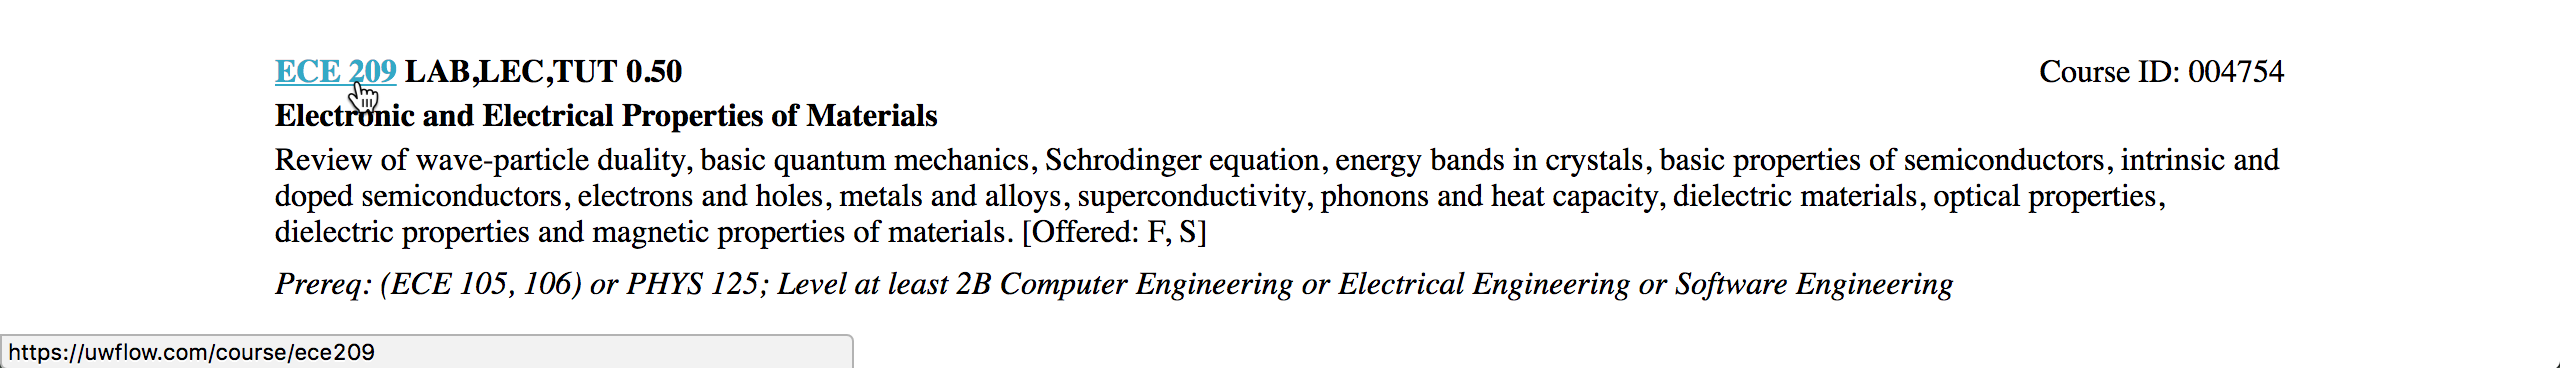 ECE 209 LAB,LEC,TUT 0.50 Course ID: 004754
Electronic and Electrical Properties of Materials
Review of wave-particle duality, basic quantum mechanics, Schrodinger equation, energy bands in crystals, basic properties of semiconductors, intrinsic and
doped semiconductors, electrons and holes, metals and alloys, superconductivity, phonons and heat capacity, dielectric materials, optical properties,
dielectric properties and magnetic properties of materials. [Offered: F, S]
Prereq: (ECE 105, 106) or PHYS 125; Level at least 2B Computer Engineering or Electrical Engineering or Software Engineering
https://uwflow.com/course/ece209